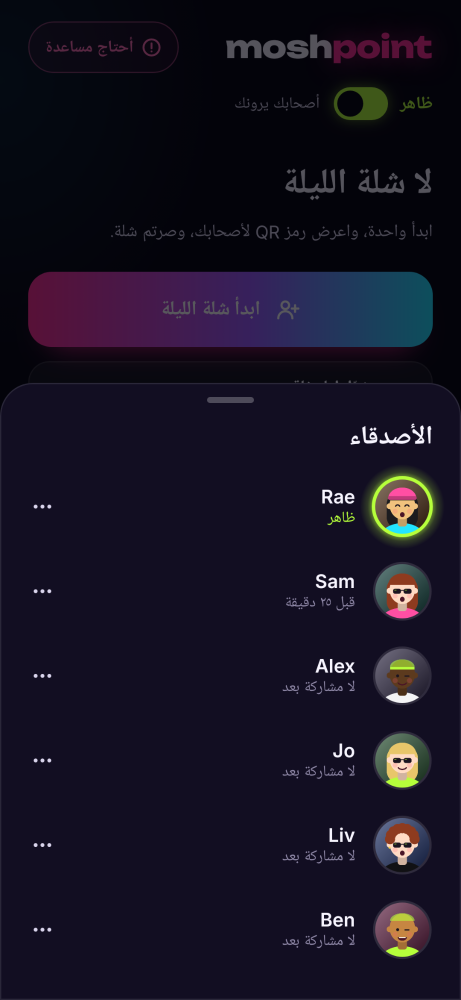 moshpoint
أحتاج مساعدة
ظاهر
أصحابك يرونك
لا شلة الليلة
ابدأ واحدة، واعرض رمز QR لأصحابك، وصرتم شلة.
ابدأ شلة الليلة
الأصدقاء
Rae
ظاهر
Sam
قبل ٢٥ دقيقة
Alex
لا مشاركة بعد
Jo
لا مشاركة بعد
Liv
لا مشاركة بعد
Ben
لا مشاركة بعد